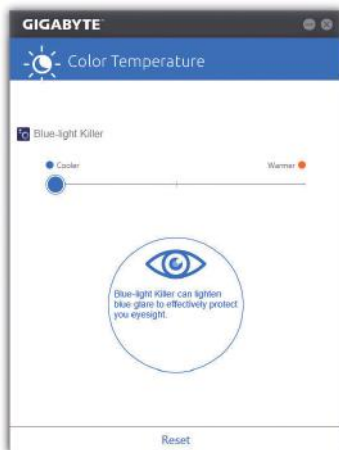 GIGABYTE™
Color Temperature
Blue-light Killer
Cooler Warmer
Blue-light Killer can lighten
blue glare to effectively protect
you eyesight.
Reset